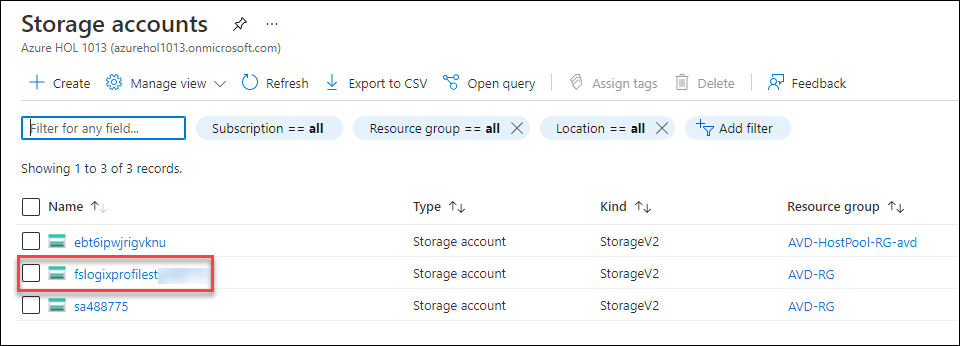 Storage accounts
Azure HOL 1013 (azurehol1013.onmicrosoft.com)
Create Manage view Refresh Export to CSV Open query Assign tags Delete Feedback
Filter for any field... Subscription == all Resource group == all Location == all Add filter
Showing 1 to 3 of 3 records.
Name Type Kind Resource group
ebt6ipwjrigvknu Storage account StorageV2 AVD-HostPool-RG-avd
fslogixprofilest Storage account StorageV2 AVD-RG
sa488775 Storage account StorageV2 AVD-RG